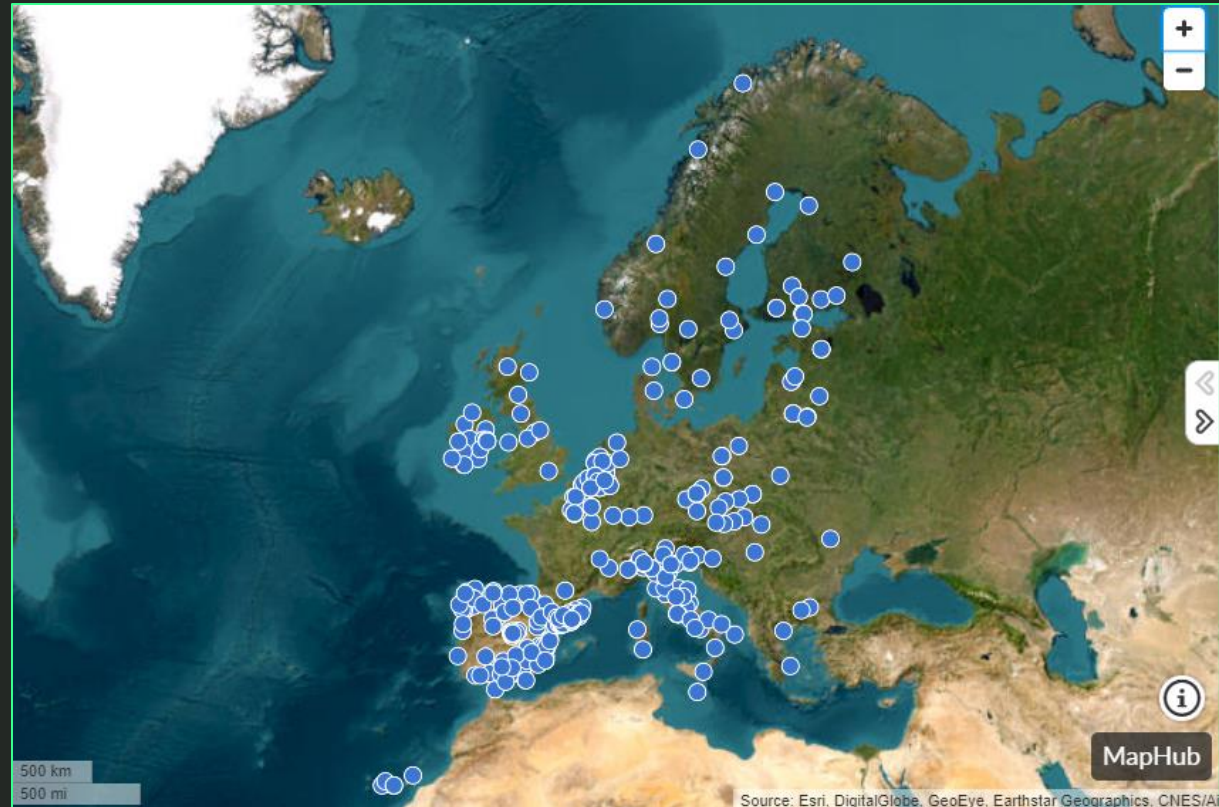 +
−
i
MapHub
500 km
500 mi
Source: Esri, DigitalGlobe, GeoEye, Earthstar Geographics, CNES/Ai